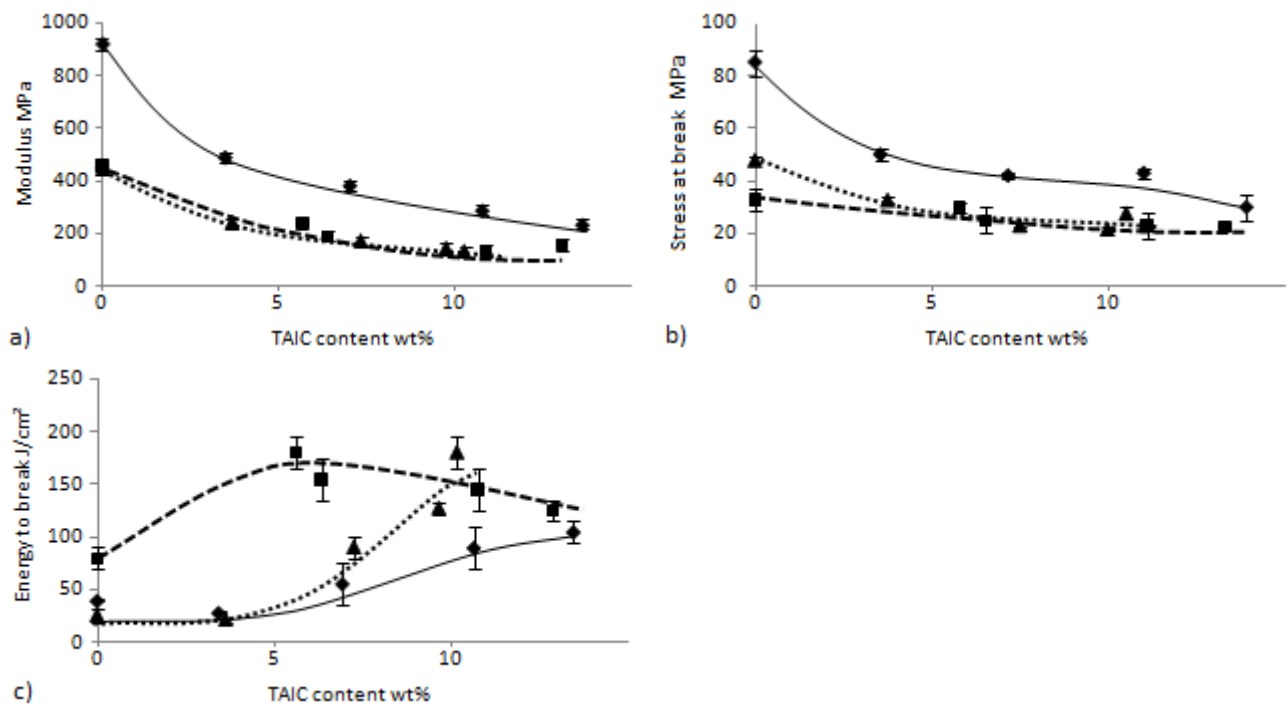 1000
800
600
400
200
0
0 5 10
Modulus MPa
TAIC content wt%
a)
100
80
60
40
20
0
0 5 10
Stress at break MPa
TAIC content wt%
b)
250
200
150
100
50
0
0 5 10
Energy to break J/cm²
TAIC content wt%
c)